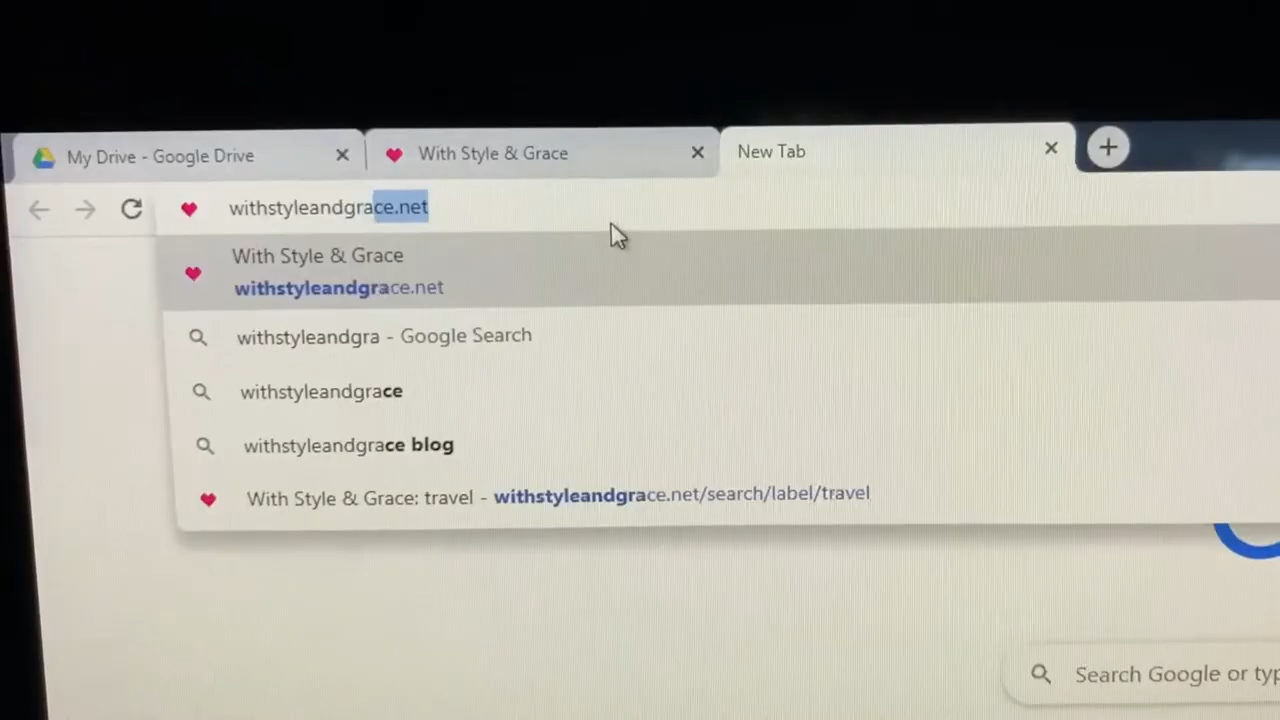 My Drive - Google Drive
With Style & Grace
New Tab
withstyleandgrace.net
With Style & Grace
withstyleandgrace.net
withstyleandgra - Google Search
withstyleandgrace
withstyleandgrace blog
With Style & Grace: travel - withstyleandgrace.net/search/label/travel
Search Google or typ